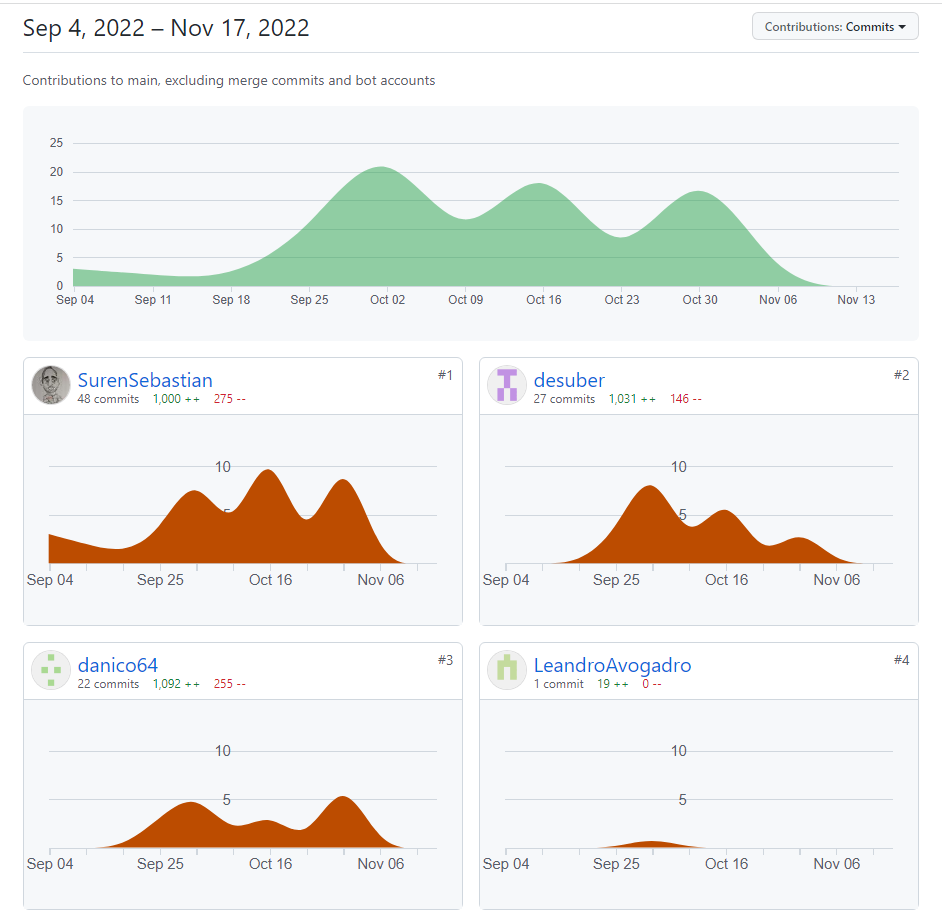 Sep 4, 2022 – Nov 17, 2022
Contributions: Commits
Contributions to main, excluding merge commits and bot accounts
25
20
15
10
5
0
Sep 04 Sep 11 Sep 18 Sep 25 Oct 02 Oct 09 Oct 16 Oct 23 Oct 30 Nov 06 Nov 13
SurenSebastian #1
48 commits 1,000 ++ 275 --
10
5
Sep 04 Sep 25 Oct 16 Nov 06
desuber #2
27 commits 1,031 ++ 146 --
10
5
Sep 04 Sep 25 Oct 16 Nov 06
danico64 #3
22 commits 1,092 ++ 255 --
10
5
Sep 04 Sep 25 Oct 16 Nov 06
LeandroAvogadro #4
1 commit 19 ++ 0 --
10
5
Sep 04 Sep 25 Oct 16 Nov 06